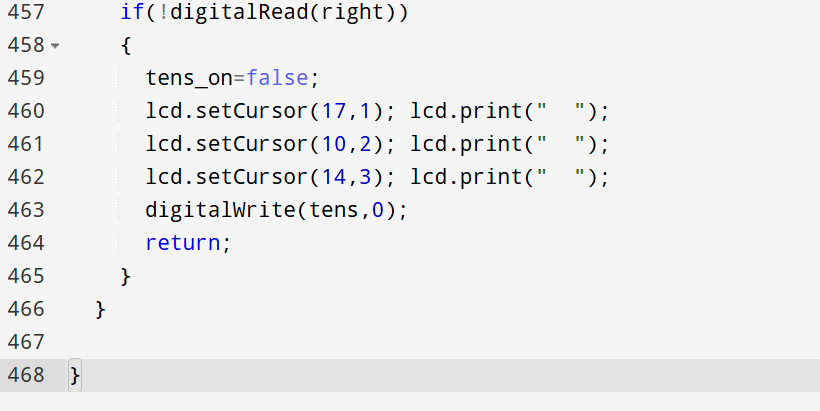 457 if(!digitalRead(right))
458 {
459 tens_on=false;
460 lcd.setCursor(17,1); lcd.print("  ");
461 lcd.setCursor(10,2); lcd.print("  ");
462 lcd.setCursor(14,3); lcd.print("  ");
463 digitalWrite(tens,0);
464 return;
465 }
466 }
467
468 }